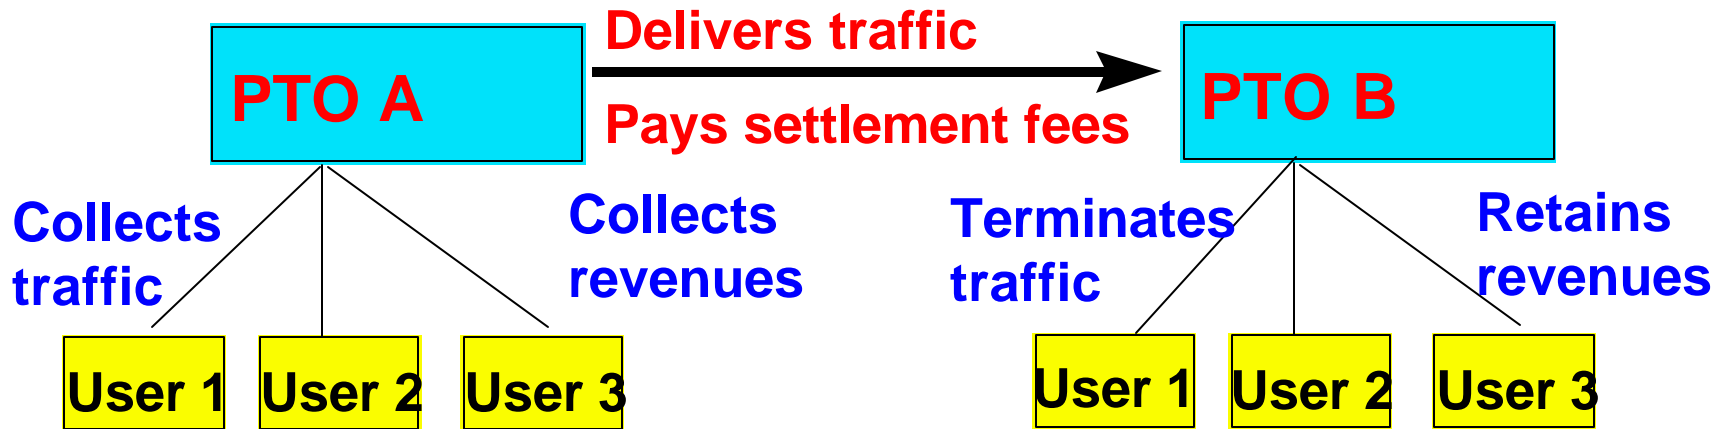 Delivers traffic
PTO A
PTO B
Pays settlement fees
Collects
traffic
Collects
revenues
Terminates
traffic
Retains
revenues
User 1
User 2
User 3
User 1
User 2
User 3